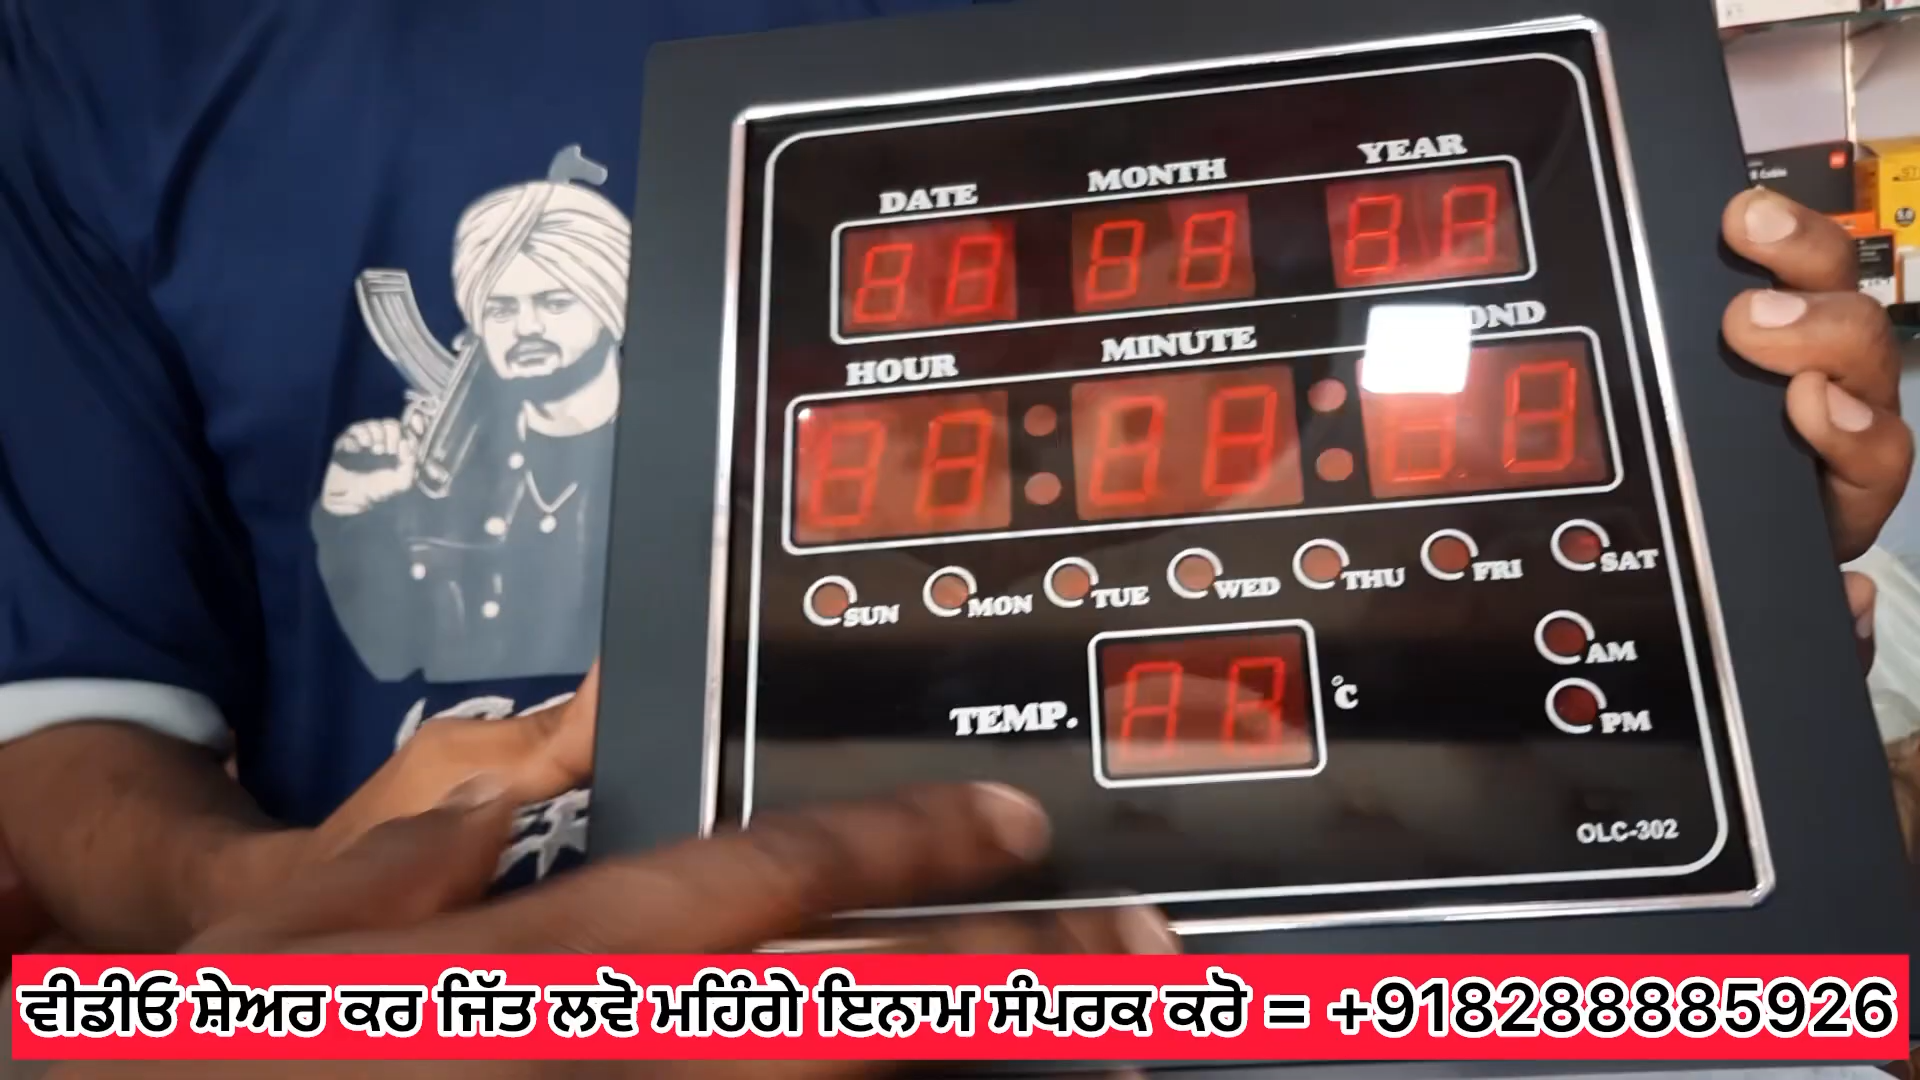 DATE MONTH YEAR
HOUR MINUTE
SUN MON TUE WED THU FRI SAT
AM
TEMP. °C
PM
OLC-302
ਵੀਡੀਓ ਸ਼ੇਅਰ ਕਰ ਜਿੱਤ ਲਵੋ ਮਹਿੰਗੇ ਇਨਾਮ ਸੰਪਰਕ ਕਰੋ = +918288885926